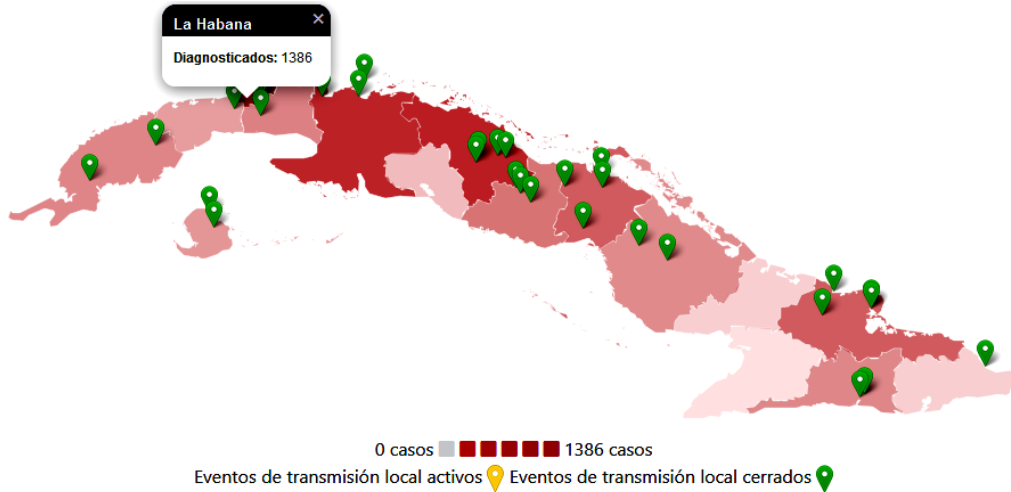 La Habana ×
Diagnosticados: 1386
0 casos 1386 casos
Eventos de transmisión local activos Eventos de transmisión local cerrados